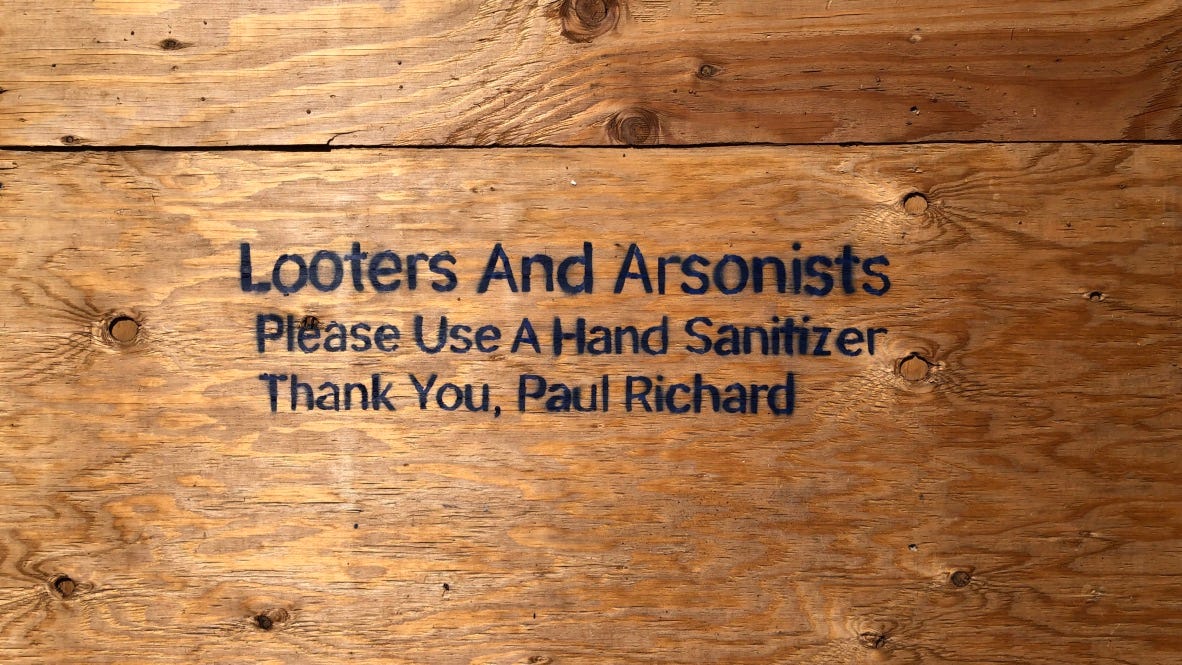 Looters And Arsonists
Please Use A Hand Sanitizer
Thank You, Paul Richard